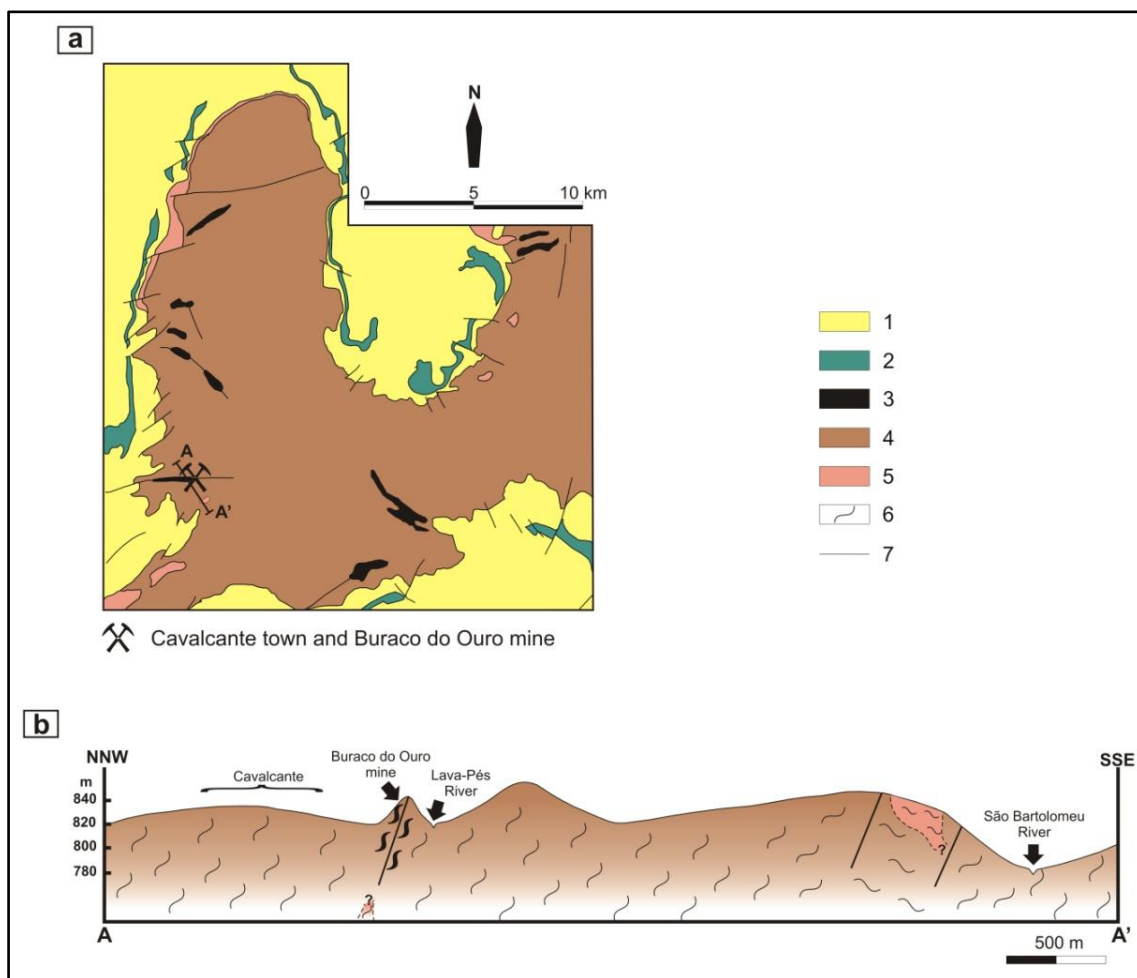 a
N
0 5 10 km
1
2
3
4
5
6
7
A
A'
Cavalcante town and Buraco do Ouro mine
b
NNW
SSE
m
840
820
800
780
Cavalcante
Buraco do Ouro
mine
Lava-Pés
River
São Bartolomeu
River
?
?
A
A'
500 m